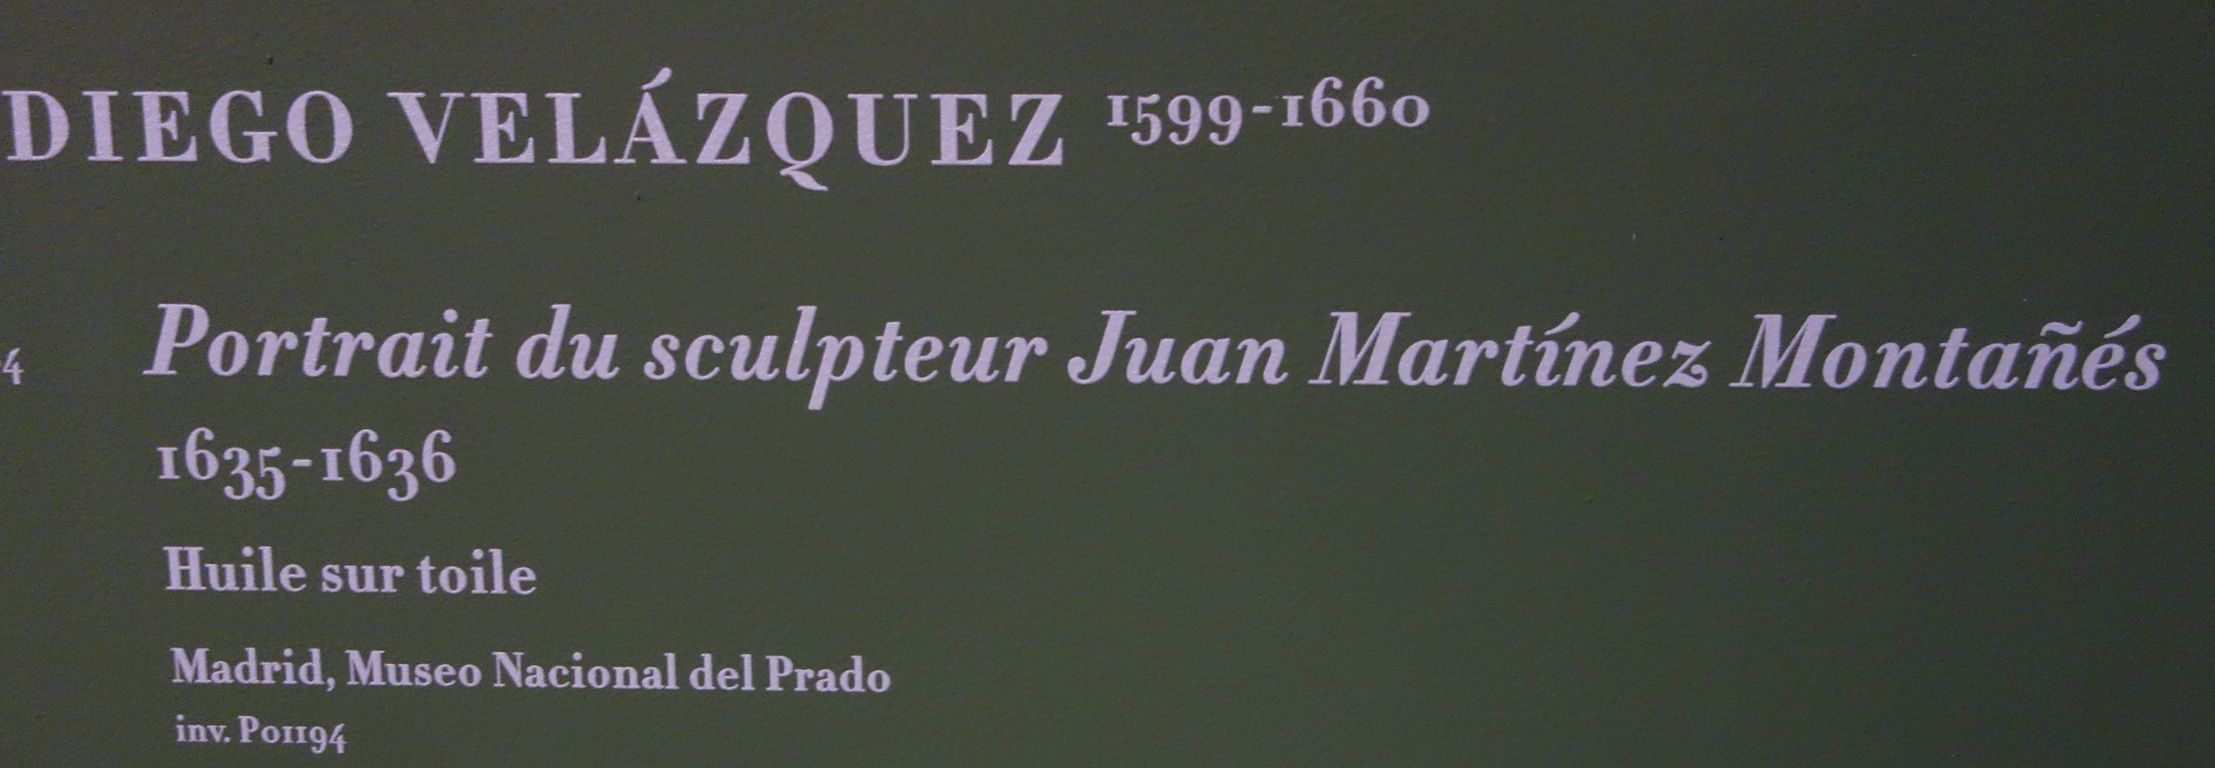 DIEGO VELÁZQUEZ 1599-1660
4 Portrait du sculpteur Juan Martínez Montañés
1635-1636
Huile sur toile
Madrid, Museo Nacional del Prado
inv. P01194